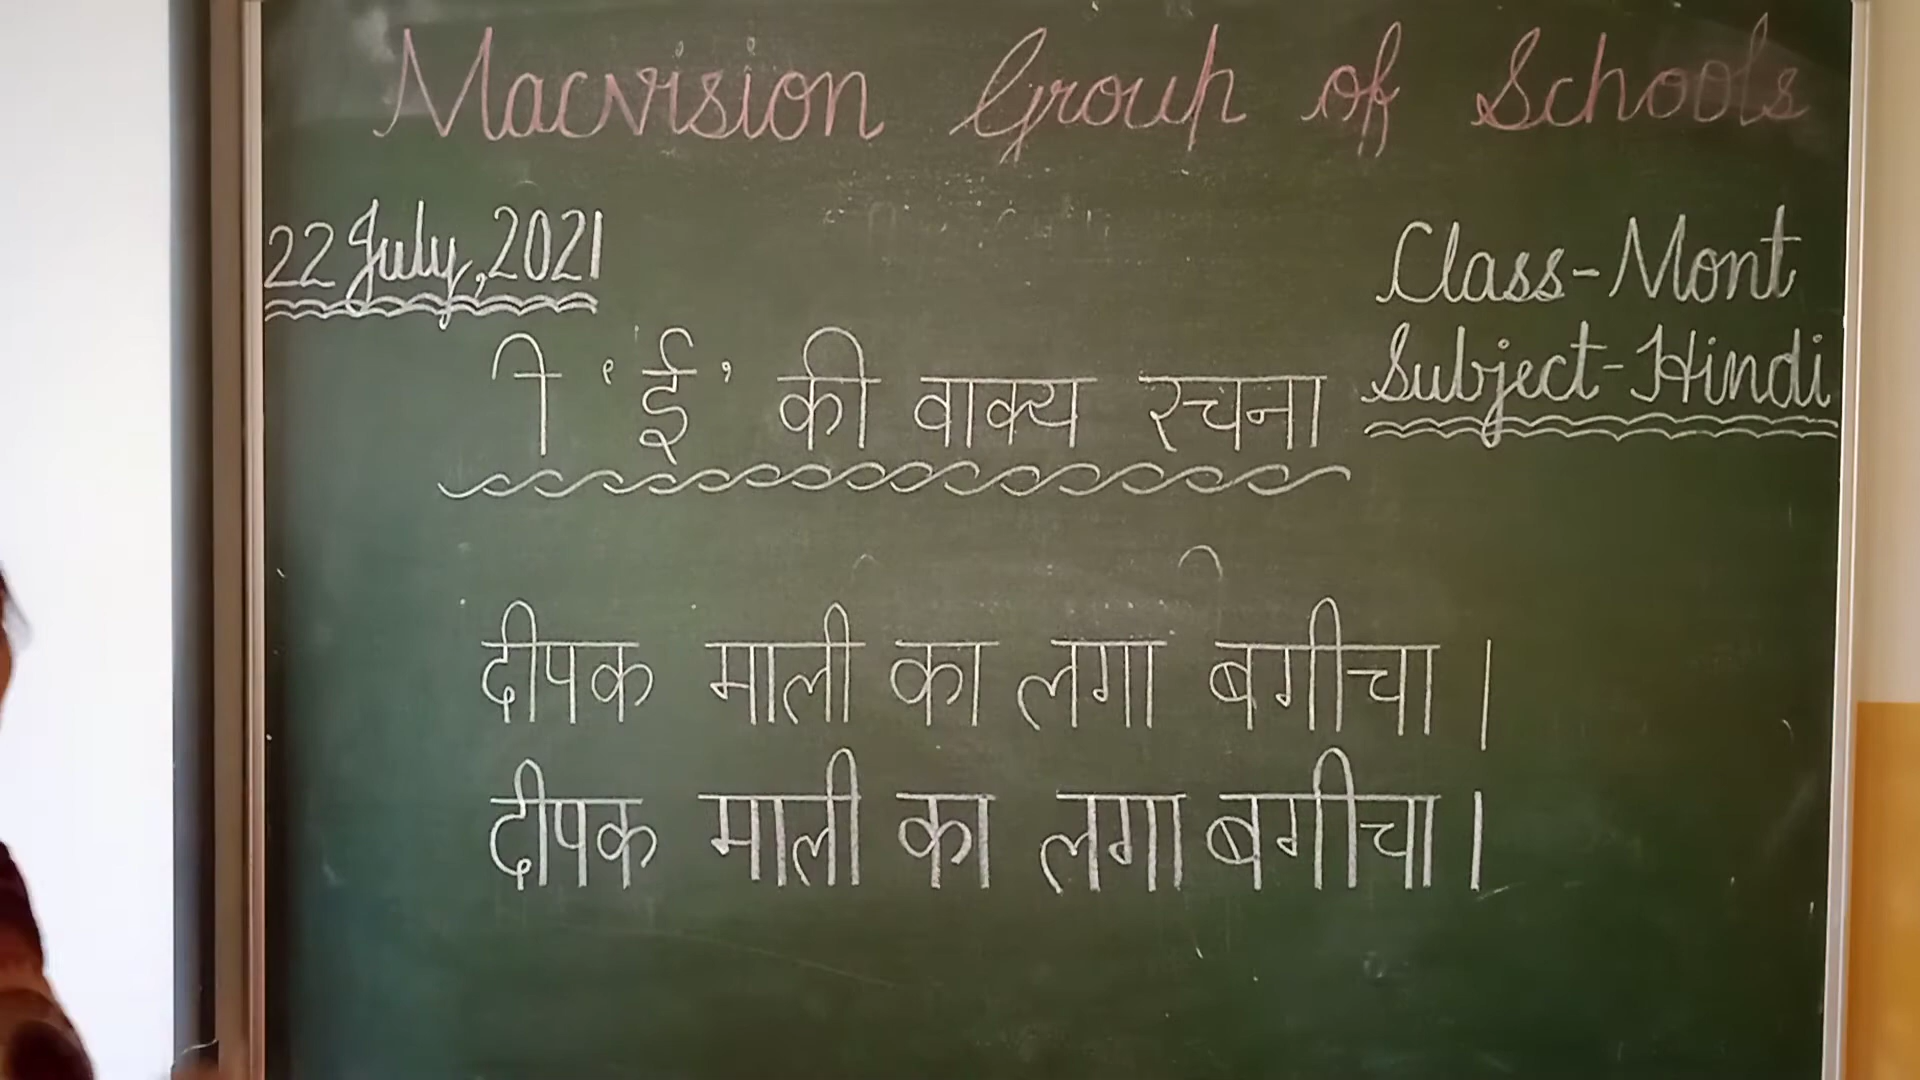 Macvision Group of Schools
22 July, 2021
Class-Mont
Subject-Hindi
ी 'ई' की वाक्य रचना
दीपक माली का लगा बगीचा।
दीपक माली का लगा बगीचा।